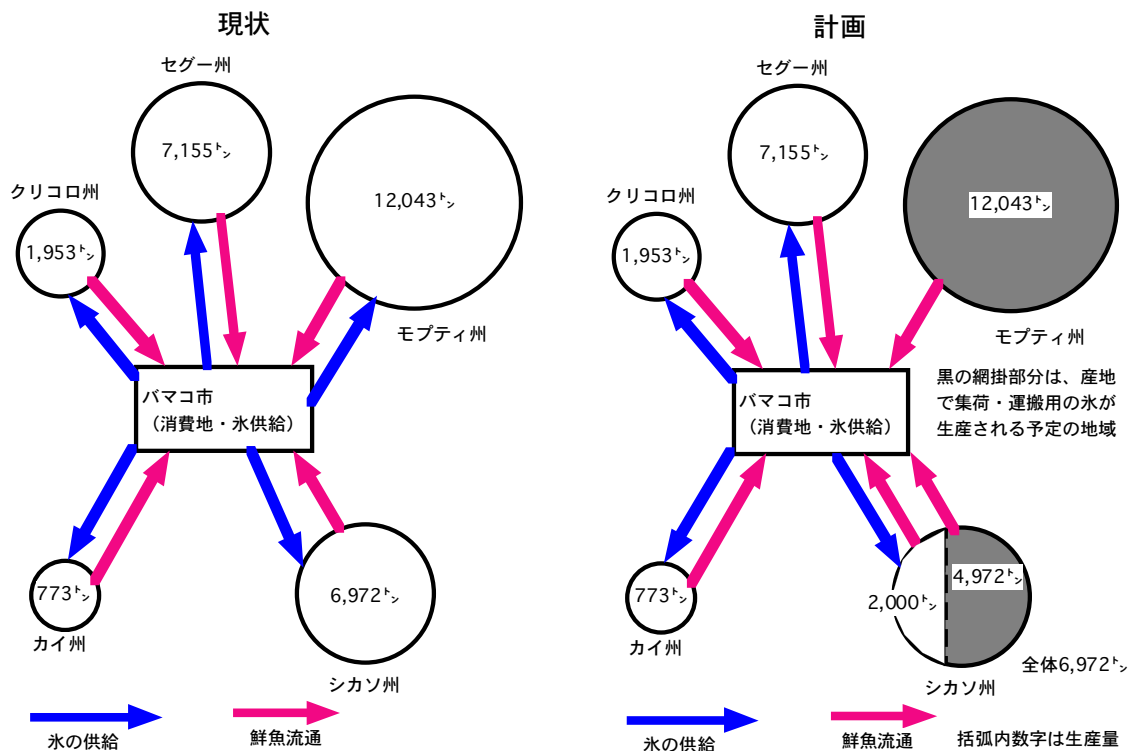 現状
セグー州
7,155㌧
12,043㌧
クリコロ州
1,953㌧
モプティ州
バマコ市
（消費地・氷供給）
773㌧
カイ州
6,972㌧
シカソ州
氷の供給
鮮魚流通
計画
セグー州
7,155㌧
12,043㌧
クリコロ州
1,953㌧
モプティ州
黒の網掛部分は、産地
で集荷・運搬用の氷が
生産される予定の地域
バマコ市
（消費地・氷供給）
773㌧
カイ州
2,000㌧
4,972㌧
全体6,972㌧
シカソ州
氷の供給
鮮魚流通
括弧内数字は生産量